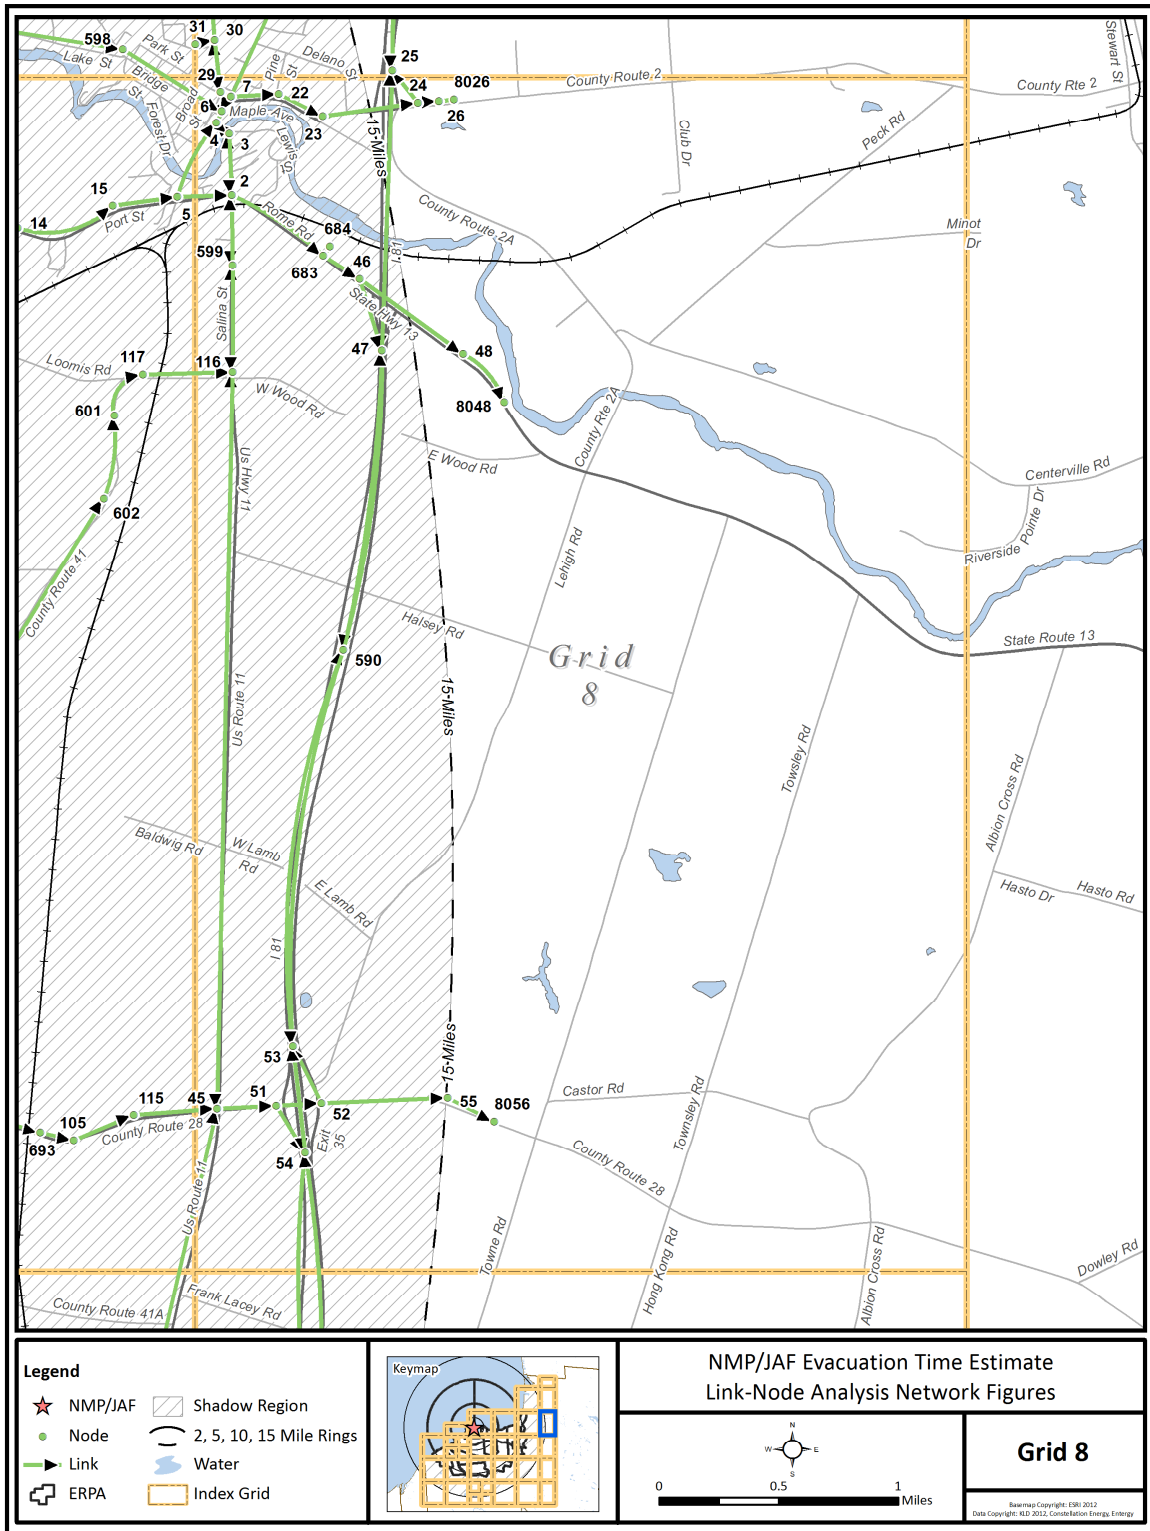 31
30
598
Park St
25
Lake St
Delano St
Pine St
29
24
8026
County Route 2
County Rte 2
Stewart St
Bridge St
Broad St
6
7
22
26
Forest Dr
Maple Ave
23
4
3
15-Miles
Club Dr
Peck Rd
Lewis S
15
2
14
Port St
5
Rome Rd
County Route 2A
684
Minot Dr
599
683
46
I 81
Salina St
State Hwy 13
117
116
47
48
Loomis Rd
W Wood Rd
8048
601
County Rte 2A
E Wood Rd
Centerville Rd
Us Hwy 11
602
Riverside Pointe Dr
County Route 41
Lehigh Rd
Halsey Rd
State Route 13
590
Grid
8
15-Miles
Us Route 11
Towsley Rd
Albion Cross Rd
Baldwig Rd
W Lamb Rd
E Lamb Rd
Hasto Dr
Hasto Rd
I 81
53
15-Miles
115
45
51
52
55
8056
Castor Rd
105
693
County Route 28
Exit 35
54
Townsley Rd
County Route 28
Us Route 11
Towne Rd
Hong Kong Rd
Albion Cross Rd
Dowley Rd
County Route 41A
Frank Lacey Rd
Legend
NMP/JAF
Shadow Region
Node
2, 5, 10, 15 Mile Rings
Link
Water
ERPA
Index Grid
Keymap
NMP/JAF Evacuation Time Estimate
Link-Node Analysis Network Figures
N
W
E
S
0
0.5
1
Miles
Grid 8
Basemap Copyright: ESRI 2012
Data Copyright: KLD 2012, Constellation Energy, Entergy